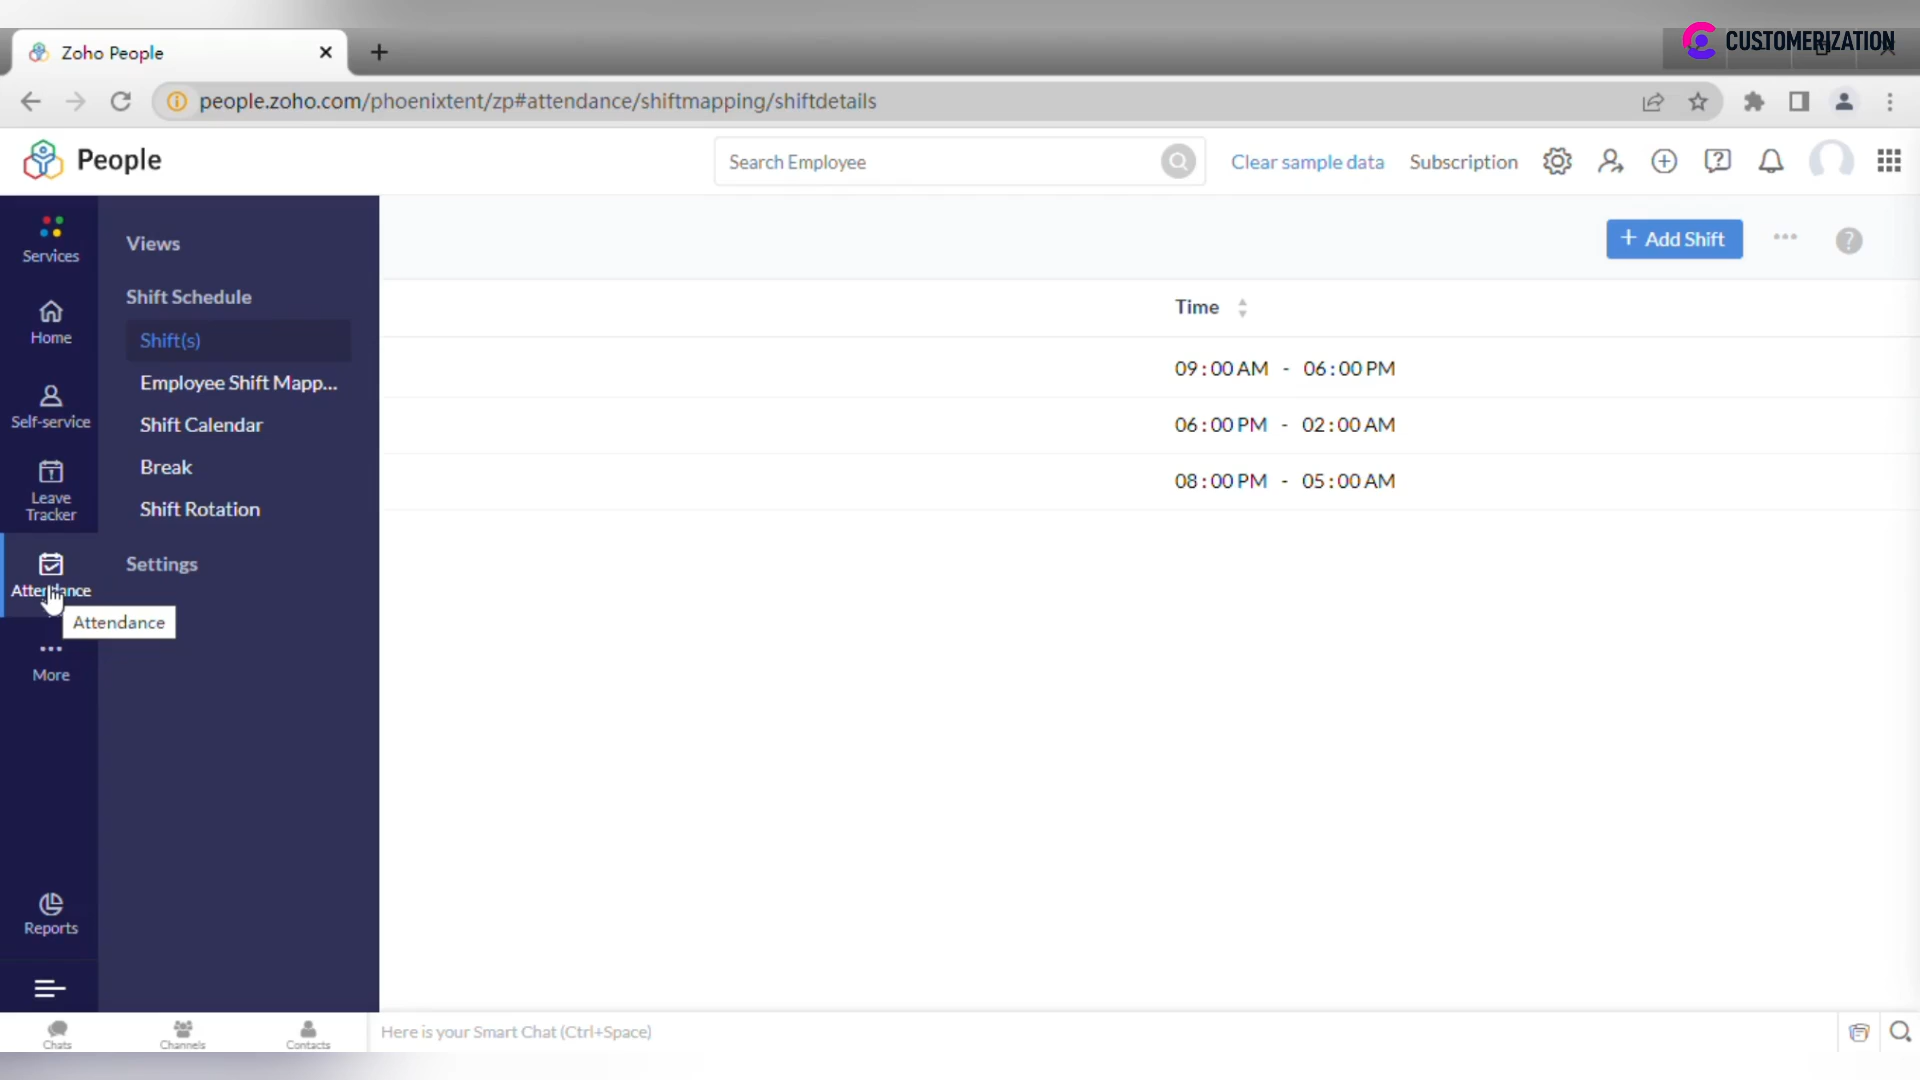 Zoho People
CUSTOMERIZATION
people.zoho.com/phoenixtent/zp#attendance/shiftmapping/shiftdetails
People
Search Employee
Clear sample data
Subscription
Services
Home
Self-service
Leave
Tracker
Attendance
Attendance
More
Reports
Views
Shift Schedule
Shift(s)
Employee Shift Mapp...
Shift Calendar
Break
Shift Rotation
Settings
+ Add Shift
Time
09:00 AM - 06:00 PM
06:00 PM - 02:00 AM
08:00 PM - 05:00 AM
Chats
Channels
Contacts
Here is your Smart Chat (Ctrl+Space)